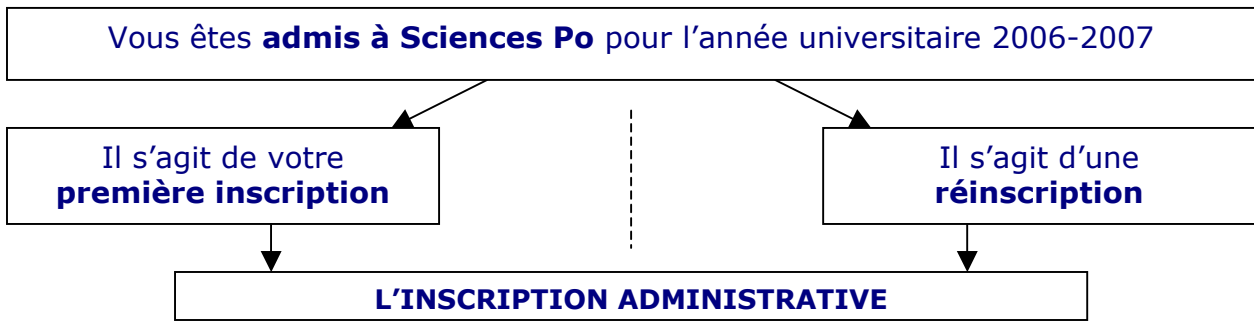 Vous êtes admis à Sciences Po pour l’année universitaire 2006-2007
Il s’agit de votre
première inscription
Il s’agit d’une
réinscription
L’INSCRIPTION ADMINISTRATIVE